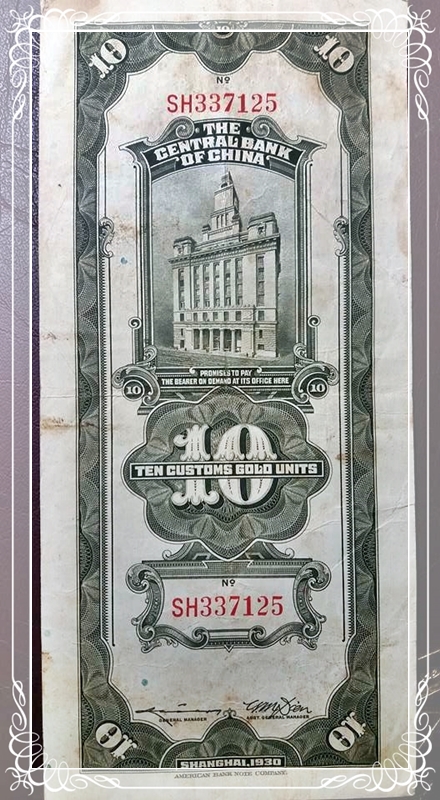 10 10
Nº
SH337125
THE
CENTRAL BANK
OF CHINA
PROMISES TO PAY
THE BEARER ON DEMAND AT ITS OFFICE HERE
10 10
10
TEN CUSTOMS GOLD UNITS
Nº
SH337125
GENERAL MANAGER ASST. GENERAL MANAGER
10 10
SHANGHAI, 1930
AMERICAN BANK NOTE COMPANY.